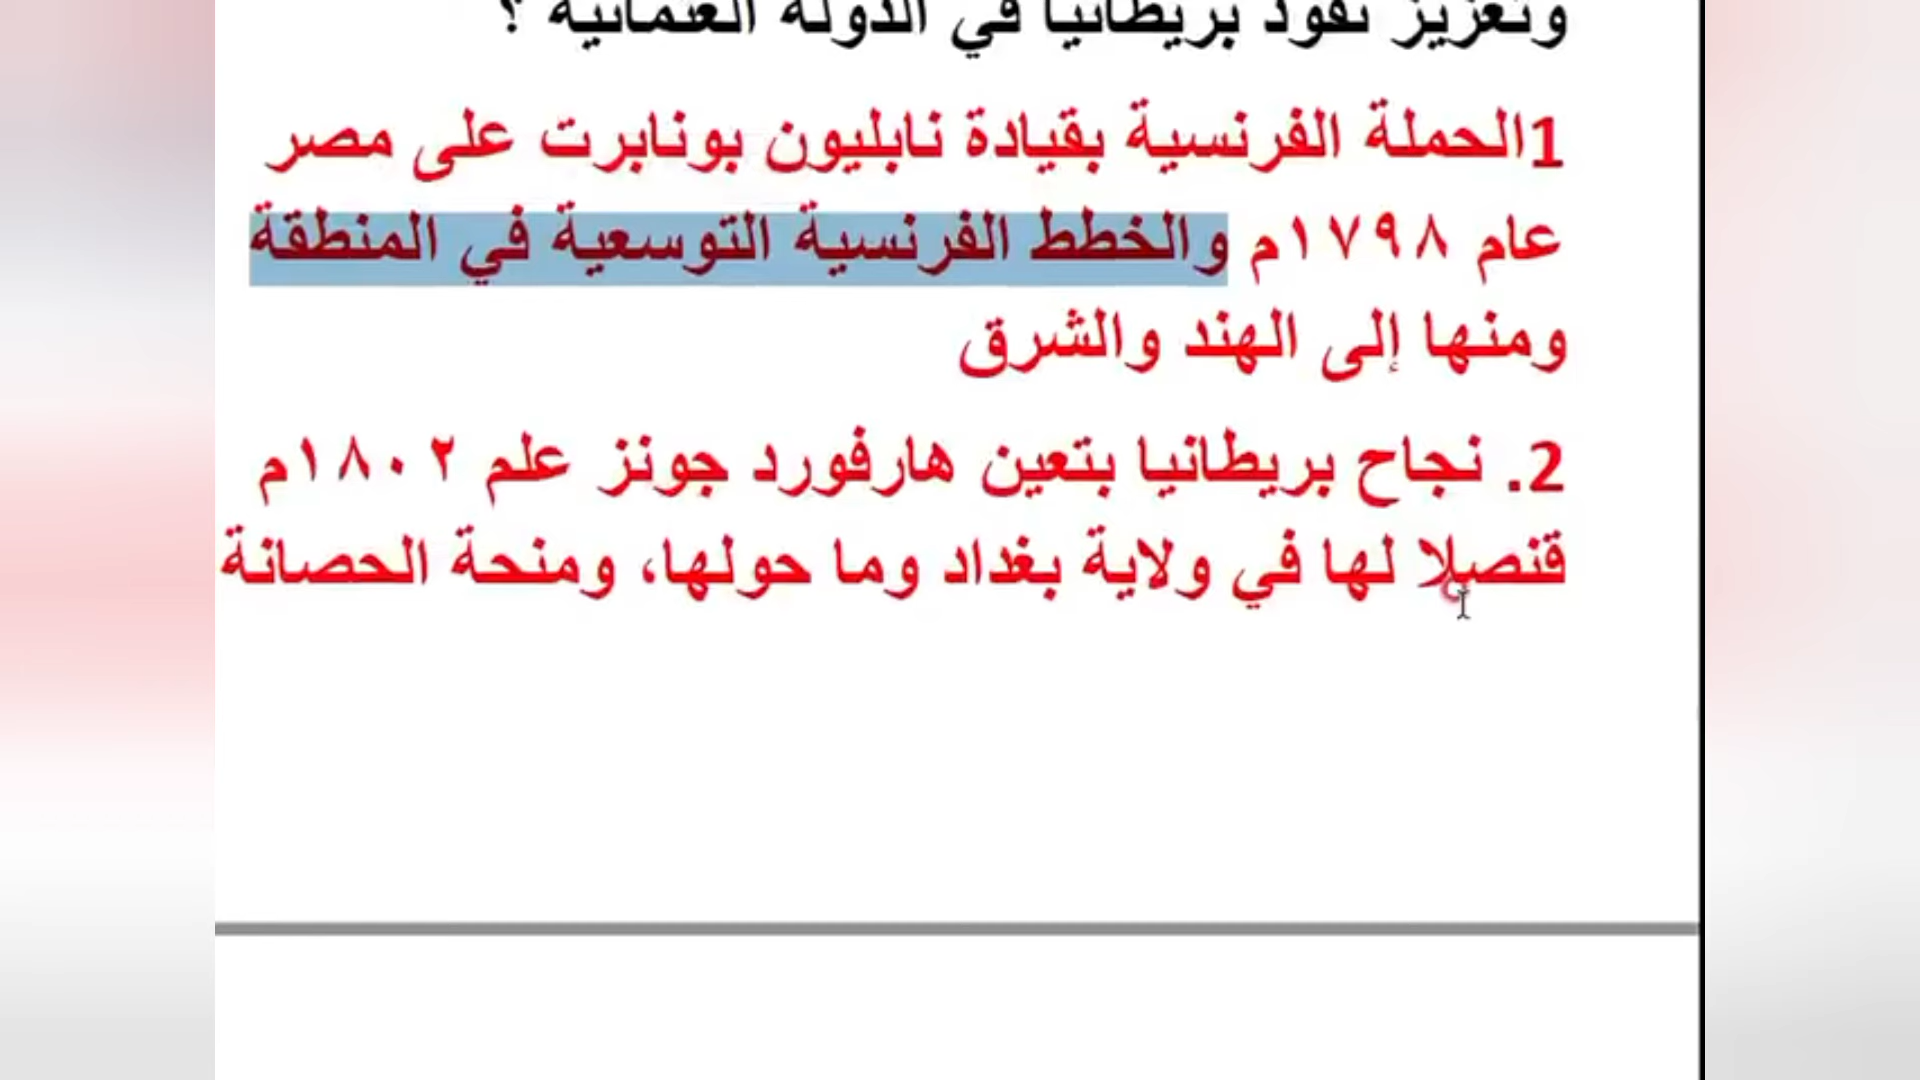 وتعزيز نفوذ بريطانيا في الدولة العثمانية ؟
1الحملة الفرنسية بقيادة نابليون بونابرت على مصر
عام ١٧٩٨م والخطط الفرنسية التوسعية في المنطقة
ومنها إلى الهند والشرق
2. نجاح بريطانيا بتعين هارفورد جونز علم ١٨٠٢م
قنصلا لها في ولاية بغداد وما حولها، ومنحة الحصانة